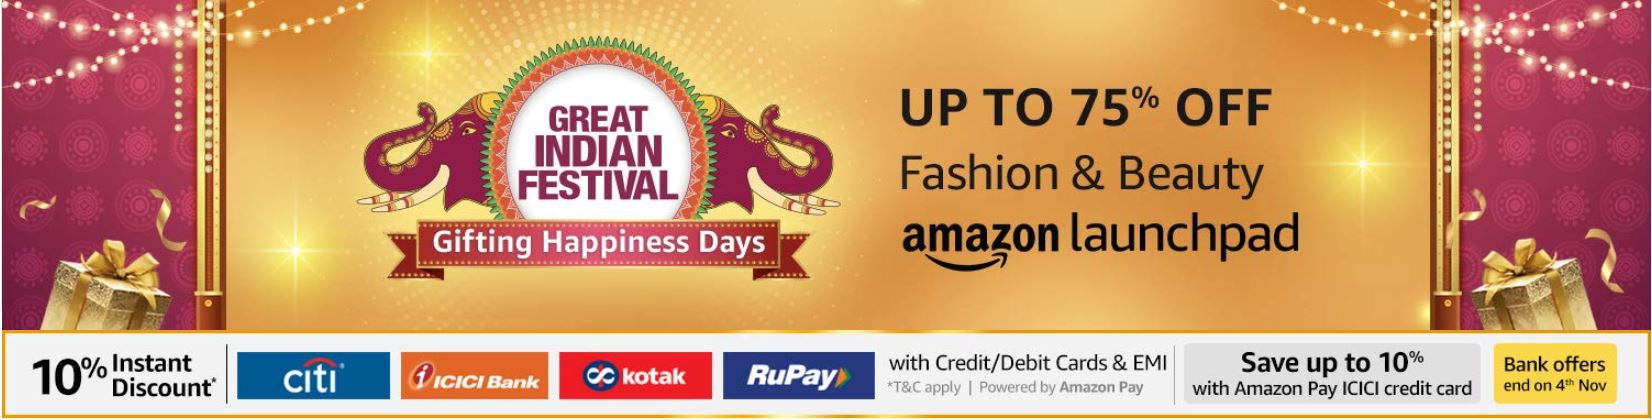 GREAT
INDIAN
FESTIVAL
Gifting Happiness Days
UP TO 75% OFF
Fashion & Beauty
amazon launchpad
10% Instant
Discount*
citi
ICICI Bank
kotak
RuPay
with Credit/Debit Cards & EMI
*T&C apply | Powered by Amazon Pay
Save up to 10%
with Amazon Pay ICICI credit card
Bank offers
end on 4th Nov